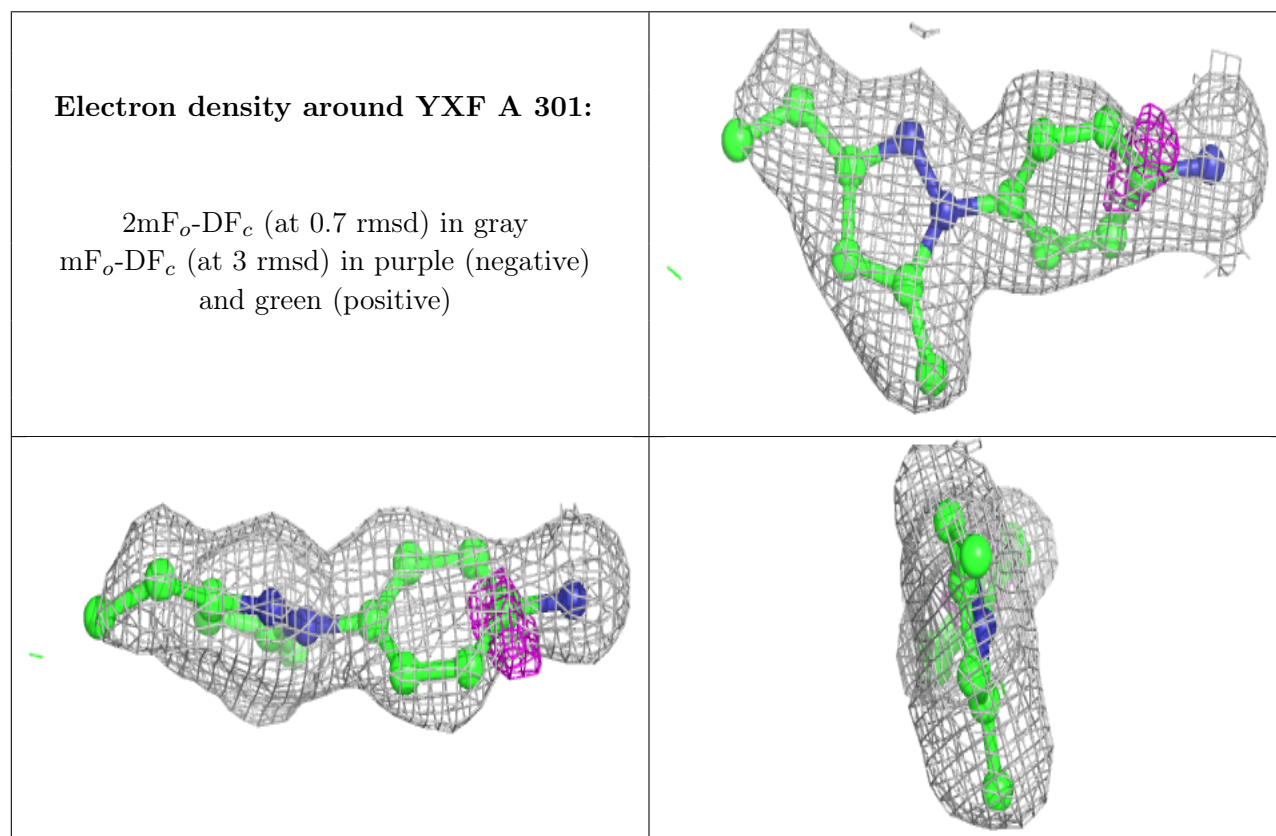 Electron density around YXF A 301:
2mFo-DFc (at 0.7 rmsd) in gray
mFo-DFc (at 3 rmsd) in purple (negative)
and green (positive)